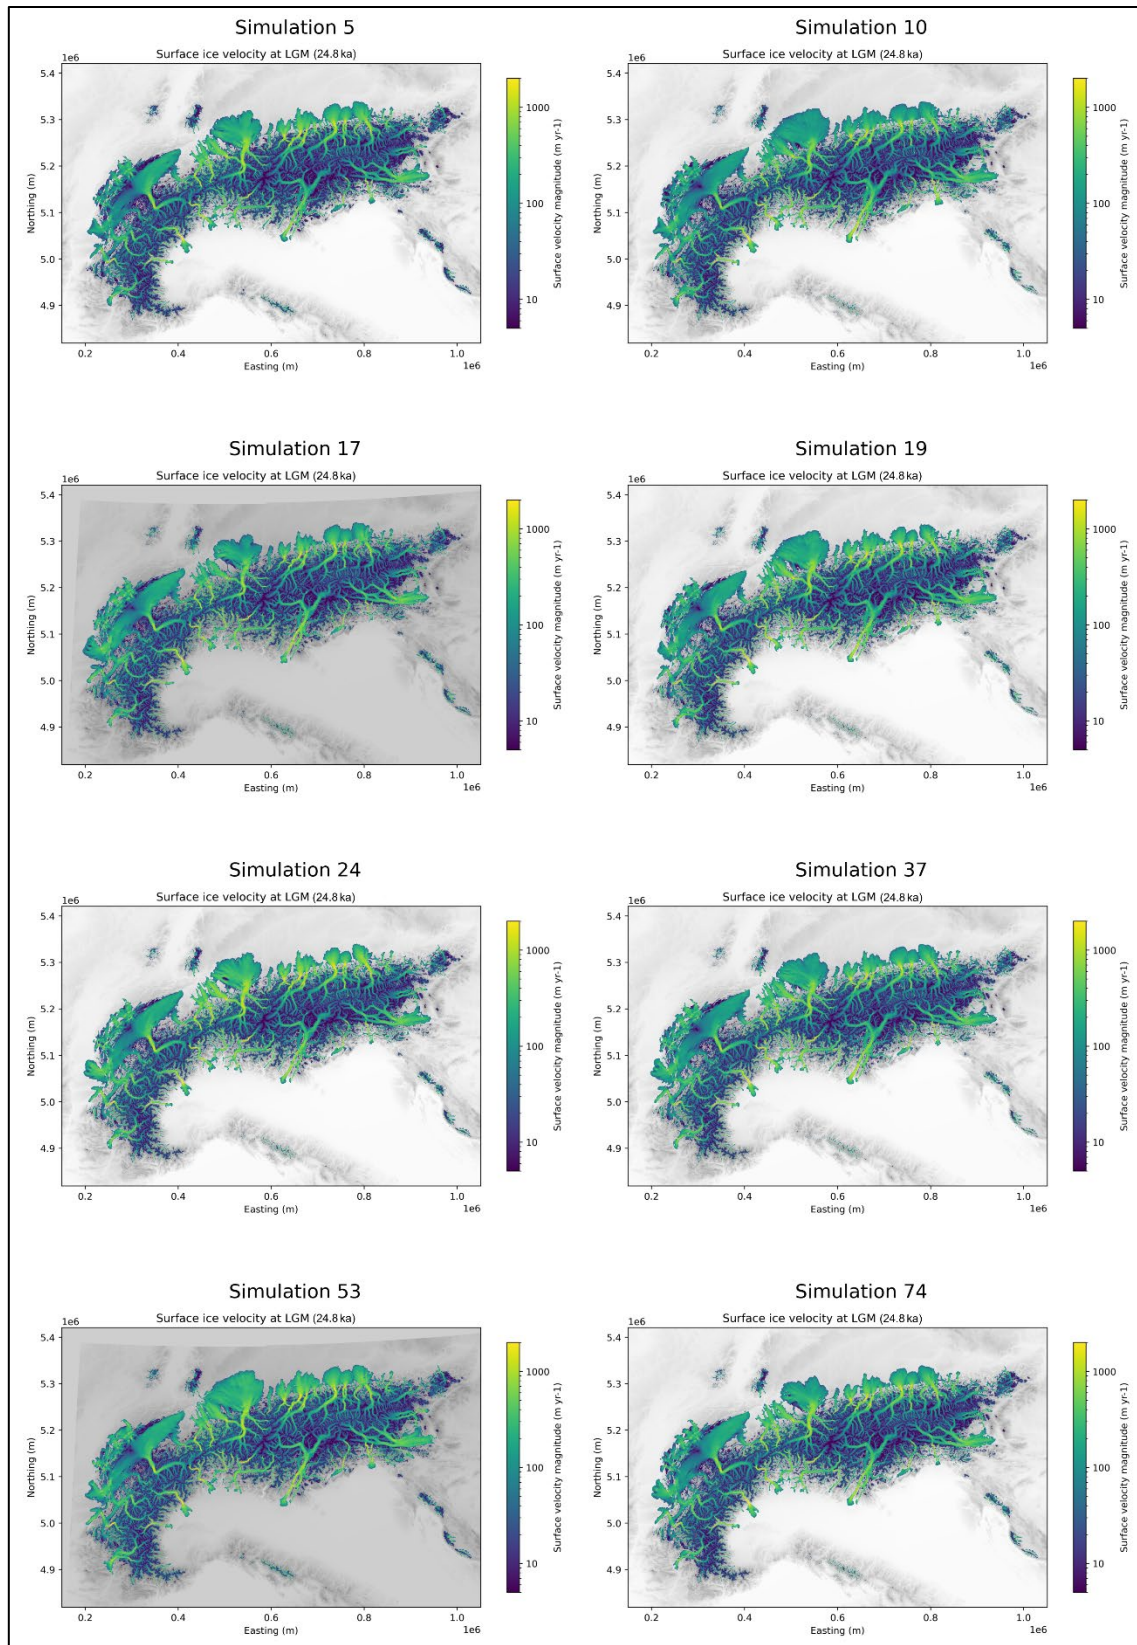 Simulation 5
Surface ice velocity at LGM (24.8 ka)
1e6
5.4
5.3
5.2
5.1
5.0
4.9
Northing (m)
0.2 0.4 0.6 0.8 1.0
1e6
Easting (m)
1000
100
10
Surface velocity magnitude (m yr-1)
Simulation 10
Surface ice velocity at LGM (24.8 ka)
1e6
5.4
5.3
5.2
5.1
5.0
4.9
Northing (m)
0.2 0.4 0.6 0.8 1.0
1e6
Easting (m)
1000
100
10
Surface velocity magnitude (m yr-1)
Simulation 17
Surface ice velocity at LGM (24.8 ka)
1e6
5.4
5.3
5.2
5.1
5.0
4.9
Northing (m)
0.2 0.4 0.6 0.8 1.0
1e6
Easting (m)
1000
100
10
Surface velocity magnitude (m yr-1)
Simulation 19
Surface ice velocity at LGM (24.8 ka)
1e6
5.4
5.3
5.2
5.1
5.0
4.9
Northing (m)
0.2 0.4 0.6 0.8 1.0
1e6
Easting (m)
1000
100
10
Surface velocity magnitude (m yr-1)
Simulation 24
Surface ice velocity at LGM (24.8 ka)
1e6
5.4
5.3
5.2
5.1
5.0
4.9
Northing (m)
0.2 0.4 0.6 0.8 1.0
1e6
Easting (m)
1000
100
10
Surface velocity magnitude (m yr-1)
Simulation 37
Surface ice velocity at LGM (24.8 ka)
1e6
5.4
5.3
5.2
5.1
5.0
4.9
Northing (m)
0.2 0.4 0.6 0.8 1.0
1e6
Easting (m)
1000
100
10
Surface velocity magnitude (m yr-1)
Simulation 53
Surface ice velocity at LGM (24.8 ka)
1e6
5.4
5.3
5.2
5.1
5.0
4.9
Northing (m)
0.2 0.4 0.6 0.8 1.0
1e6
Easting (m)
1000
100
10
Surface velocity magnitude (m yr-1)
Simulation 74
Surface ice velocity at LGM (24.8 ka)
1e6
5.4
5.3
5.2
5.1
5.0
4.9
Northing (m)
0.2 0.4 0.6 0.8 1.0
1e6
Easting (m)
1000
100
10
Surface velocity magnitude (m yr-1)